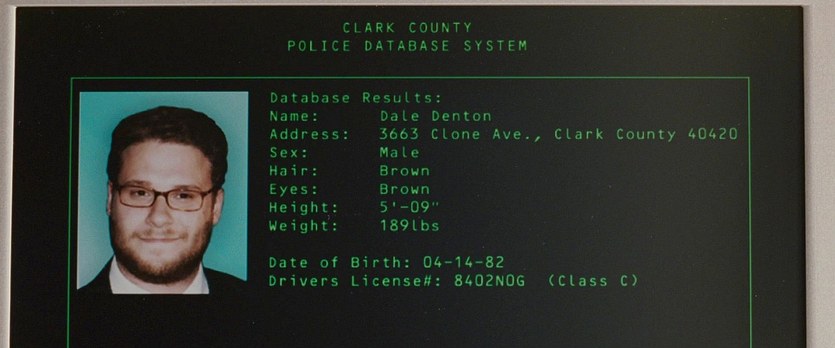 CLARK COUNTY
POLICE DATABASE SYSTEM
Database Results:
Name: Dale Denton
Address: 3663 Clone Ave., Clark County 40420
Sex: Male
Hair: Brown
Eyes: Brown
Height: 5'-09"
Weight: 189lbs
Date of Birth: 04-14-82
Drivers License#: 8402NOG (Class C)